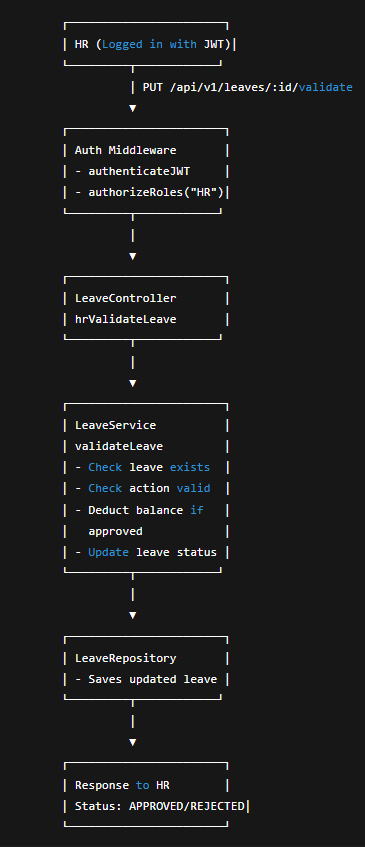 HR (Logged in with JWT)
PUT /api/v1/leaves/:id/validate
Auth Middleware
- authenticateJWT
- authorizeRoles("HR")
LeaveController
hrValidateLeave
LeaveService
validateLeave
- Check leave exists
- Check action valid
- Deduct balance if
approved
- Update leave status
LeaveRepository
- Saves updated leave
Response to HR
Status: APPROVED/REJECTED